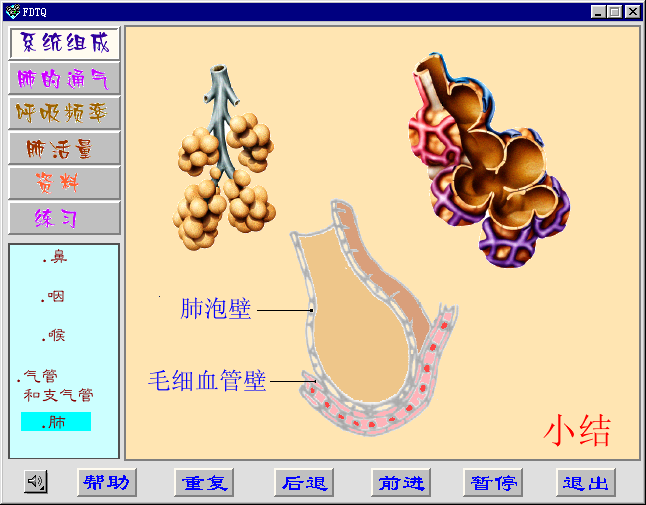 FDTQ
系统组成
肺的通气
呼吸频率
肺活量
资料
练习
.鼻
.咽
.喉
.气管
和支气管
.肺
肺泡壁
毛细血管壁
小结
帮助
重复
后退
前进
暂停
退出